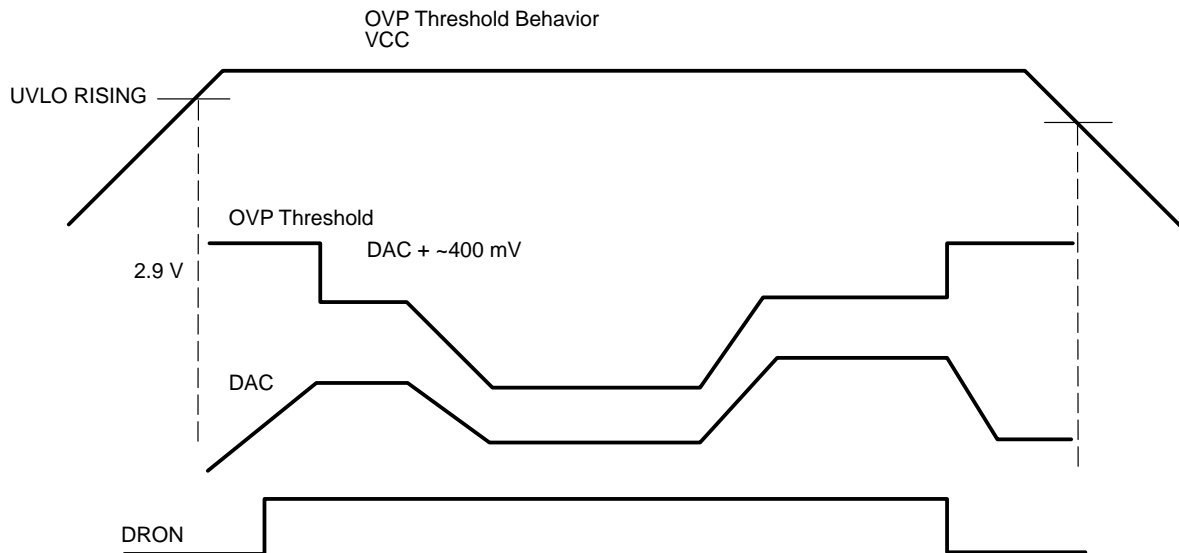 OVP Threshold Behavior
VCC
UVLO RISING
OVP Threshold
DAC + ~400 mV
2.9 V
DAC
DRON